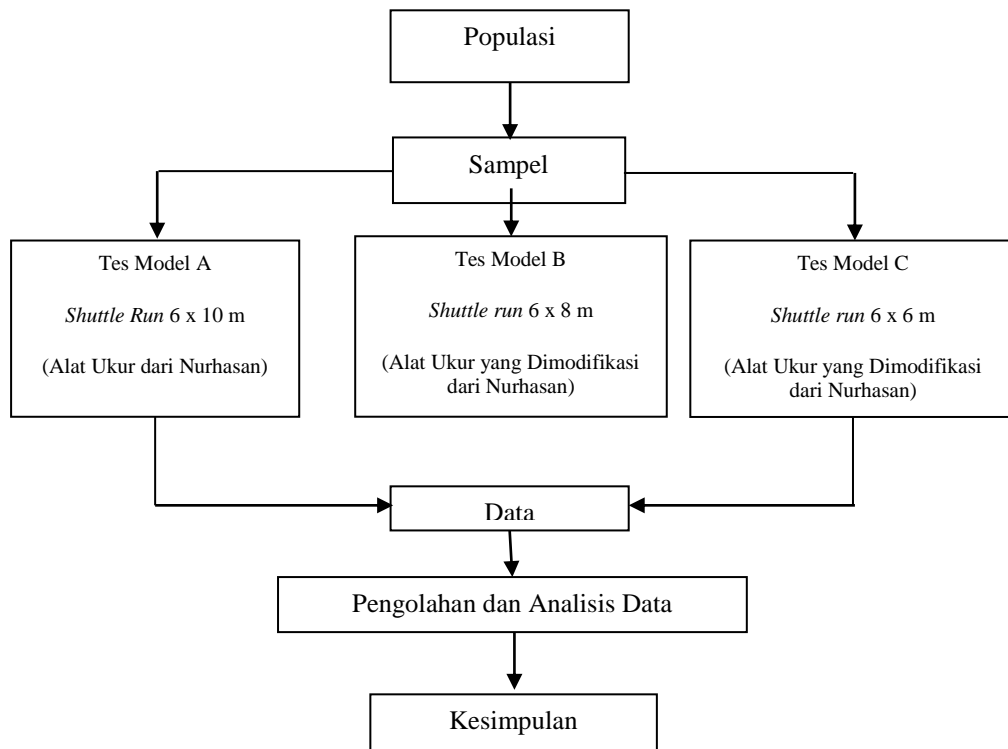 Populasi
Sampel
Tes Model A
Shuttle Run 6 x 10 m
(Alat Ukur dari Nurhasan)
Tes Model B
Shuttle run 6 x 8 m
(Alat Ukur yang Dimodifikasi
dari Nurhasan)
Tes Model C
Shuttle run 6 x 6 m
(Alat Ukur yang Dimodifikasi
dari Nurhasan)
Data
Pengolahan dan Analisis Data
Kesimpulan